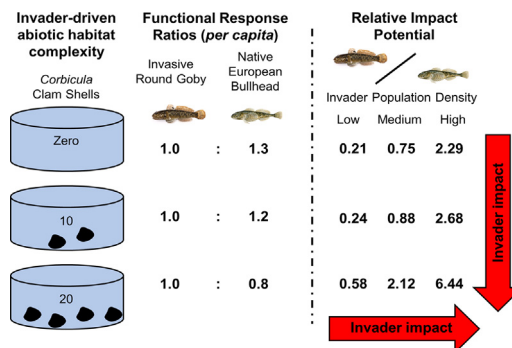 Invader-driven
abiotic habitat
complexity
Corbicula
Clam Shells
Zero
10
20
Functional Response
Ratios (per capita)
Invasive
Round Goby
Native
European
Bullhead
1.0 : 1.3
1.0 : 1.2
1.0 : 0.8
Relative Impact
Potential
Invader Population Density
Low Medium High
0.21 0.75 2.29
0.24 0.88 2.68
0.58 2.12 6.44
Invader impact
Invader impact